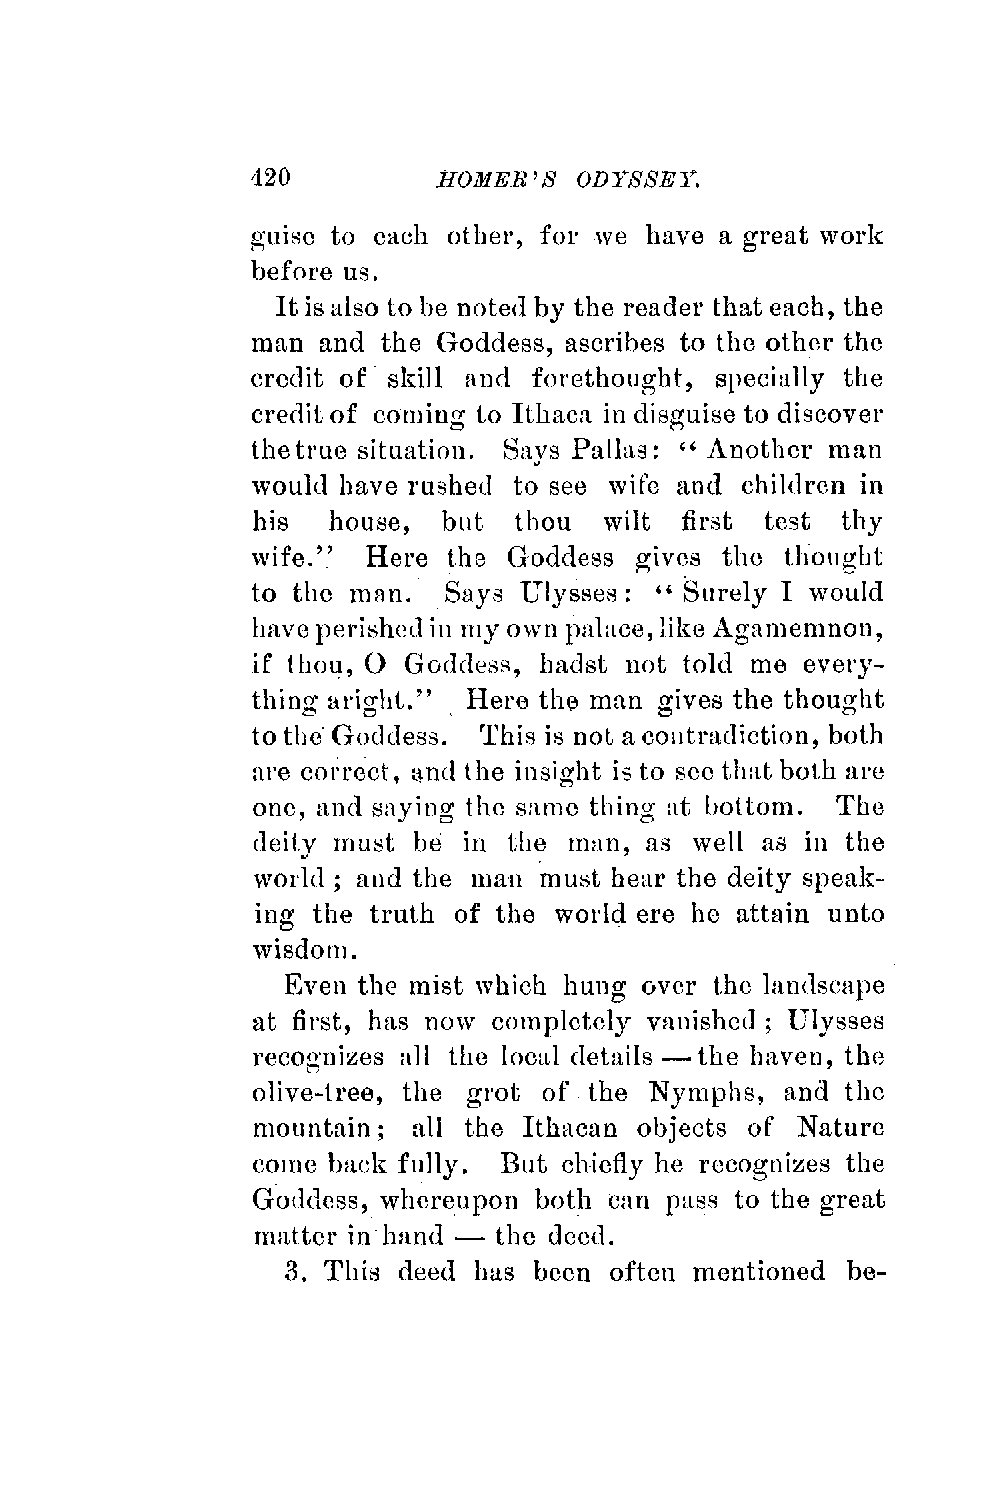 420 HOMER'S ODYSSEY.
guise to each other, for we have a great work
before us.
It is also to be noted by the reader that each, the
man and the Goddess, ascribes to the other the
credit of skill and forethought, specially the
credit of coming to Ithaca in disguise to discover
the true situation. Says Pallas: " Another man
would have rushed to see wife and children in
his house, but thou wilt first test thy
wife." Here the Goddess gives the thought
to the man. Says Ulysses: " Surely I would
have perished in my own palace, like Agamemnon,
if thou, O Goddess, hadst not told me every-
thing aright." Here the man gives the thought
to the Goddess. This is not a contradiction, both
are correct, and the insight is to see that both are
one, and saying the same thing at bottom. The
deity must be in the man, as well as in the
world ; and the man must hear the deity speak-
ing the truth of the world ere he attain unto
wisdom.
Even the mist which hung over the landscape
at first, has now completely vanished ; Ulysses
recognizes all the local details — the haven, the
olive-tree, the grot of the Nymphs, and the
mountain; all the Ithacan objects of Nature
come back fully. But chiefly he recognizes the
Goddess, whereupon both can pass to the great
matter in hand — the deed.
3. This deed has been often mentioned be-